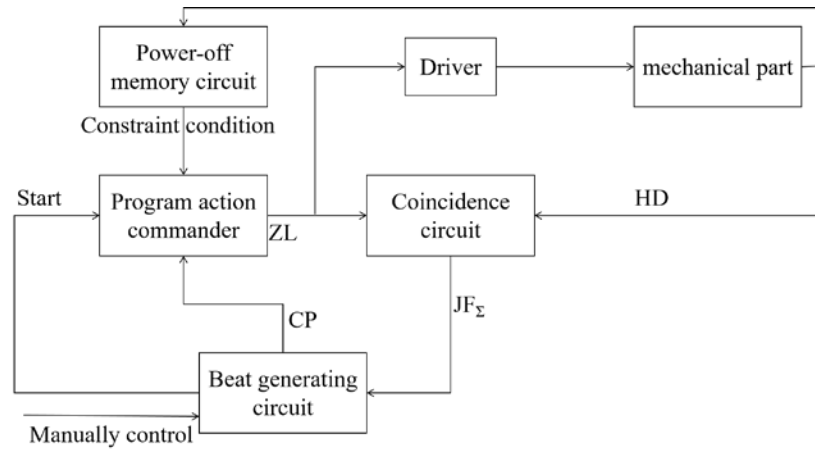 Power-off
memory circuit
Driver
mechanical part
Constraint condition
Start
Program action
commander
ZL
Coincidence
circuit
HD
JF_Σ
CP
Beat generating
circuit
Manually control